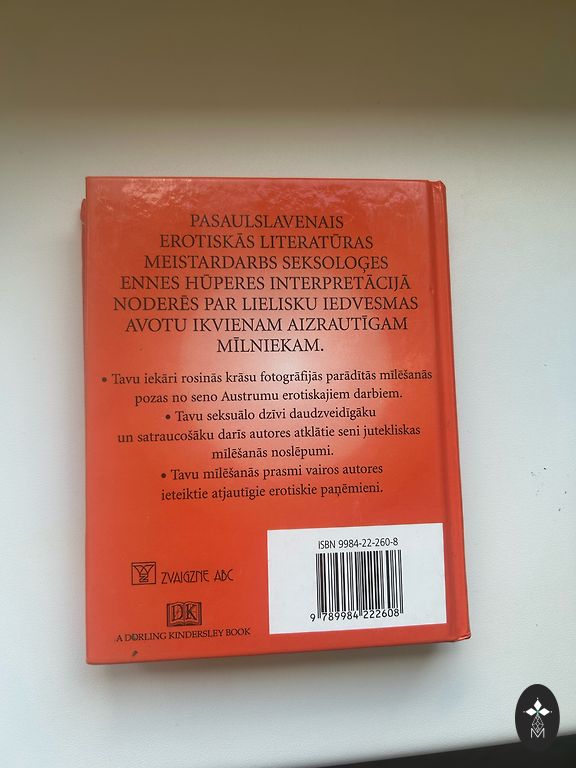 PASAULSLAVENAIS
EROTISKĀS LITERATŪRAS
MEISTARDARBS SEKSOLOĢES
ENNES HŪPERES INTERPRETĀCIJĀ
NODERĒS PAR LIELISKU IEDVESMAS
AVOTU IKVIENAM AIZRAUTĪGAM
MĪLNIEKAM.
• Tavu iekāri rosinās krāsu fotogrāfijās parādītās mīlēšanās
pozas no seno Austrumu erotiskajiem darbiem.
• Tavu seksuālo dzīvi daudzveidīgāku
un satraucošāku darīs autores atklātie seni jutekliskas
mīlēšanās noslēpumi.
• Tavu mīlēšanās prasmi vairos autores
ieteiktie atjautīgie erotiskie paņēmieni.
ISBN 9984-22-260-8
9 789984 222608
ZVAIGZNE ABC
DK
A DORLING KINDERSLEY BOOK
M